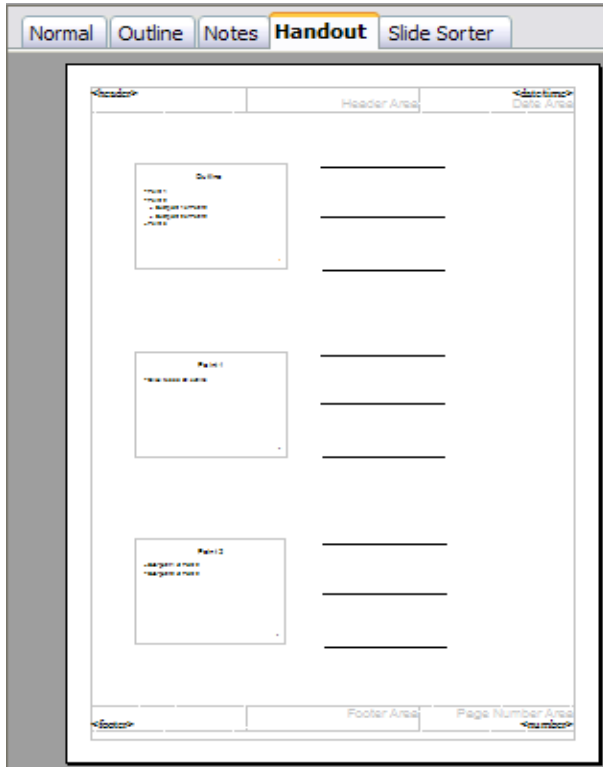 Normal Outline Notes Handout Slide Sorter
<header> <date/time>
Header Area Date Area
Outline
Point 1
Point 2
Footer Area Page Number Area
<footer> <number>